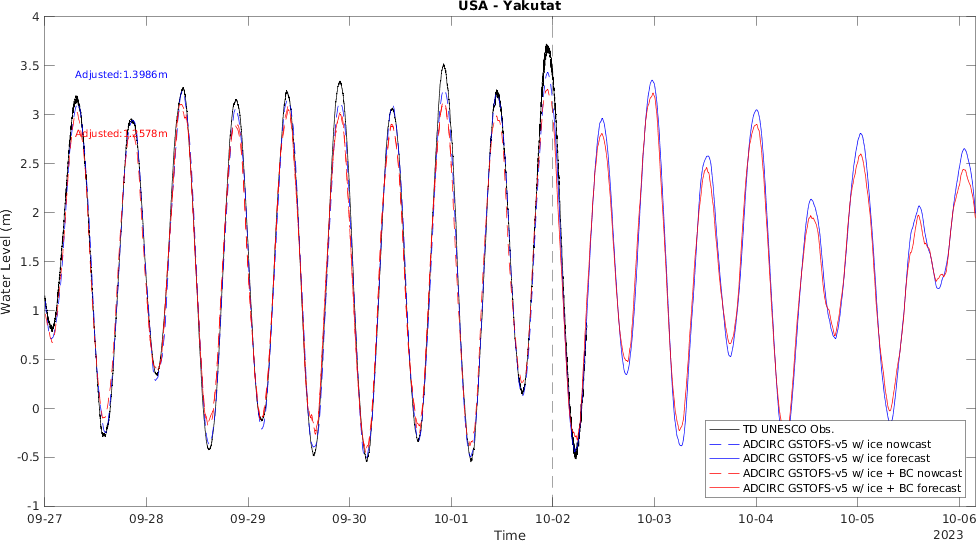 USA - Yakutat
4
3.5
3
2.5
2
1.5
1
0.5
0
-0.5
-1
Water Level (m)
Adjusted:1.3986m
Adjusted:1.2578m
TD UNESCO Obs.
ADCIRC GSTOFS-v5 w/ ice nowcast
ADCIRC GSTOFS-v5 w/ ice forecast
ADCIRC GSTOFS-v5 w/ ice + BC nowcast
ADCIRC GSTOFS-v5 w/ ice + BC forecast
09-27 09-28 09-29 09-30 10-01 10-02 10-03 10-04 10-05 10-06
Time
2023